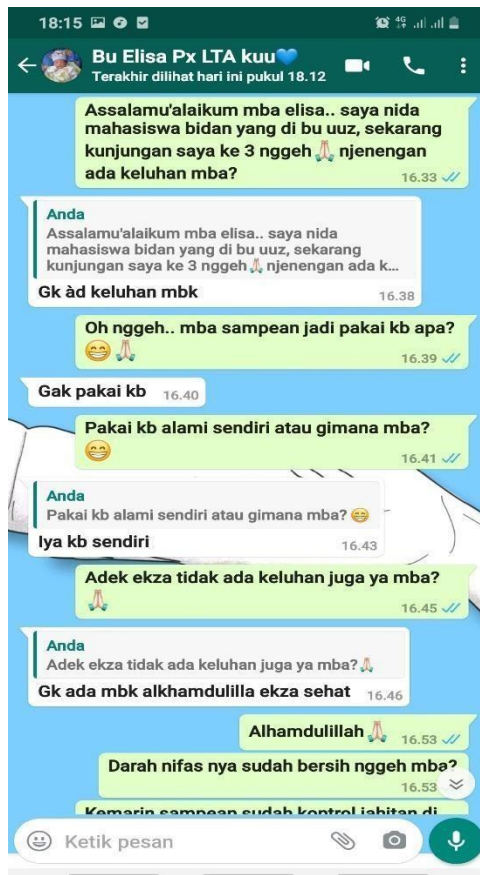 18:15
4G
Bu Elisa Px LTA kuu💙
Terakhir dilihat hari ini pukul 18.12
Assalamu'alaikum mba elisa.. saya nida
mahasiswa bidan yang di bu uuz, sekarang
kunjungan saya ke 3 nggeh🙏 njenengan
ada keluhan mba?
16.33
Anda
Assalamu'alaikum mba elisa.. saya nida
mahasiswa bidan yang di bu uuz, sekarang
kunjungan saya ke 3 nggeh🙏 njenengan ada k...
Gk àd keluhan mbk
16.38
Oh nggeh.. mba sampean jadi pakai kb apa?
😁🙏
16.39
Gak pakai kb 16.40
Pakai kb alami sendiri atau gimana mba?
😁
16.41
Anda
Pakai kb alami sendiri atau gimana mba?😁
Iya kb sendiri
16.43
Adek ekza tidak ada keluhan juga ya mba?
🙏
16.45
Anda
Adek ekza tidak ada keluhan juga ya mba?🙏
Gk ada mbk alkhamdulilla ekza sehat 16.46
Alhamdulillah🙏 16.53
Darah nifas nya sudah bersih nggeh mba?
16.53
Kemarin sampean sudah kontrol jahitan di
Ketik pesan